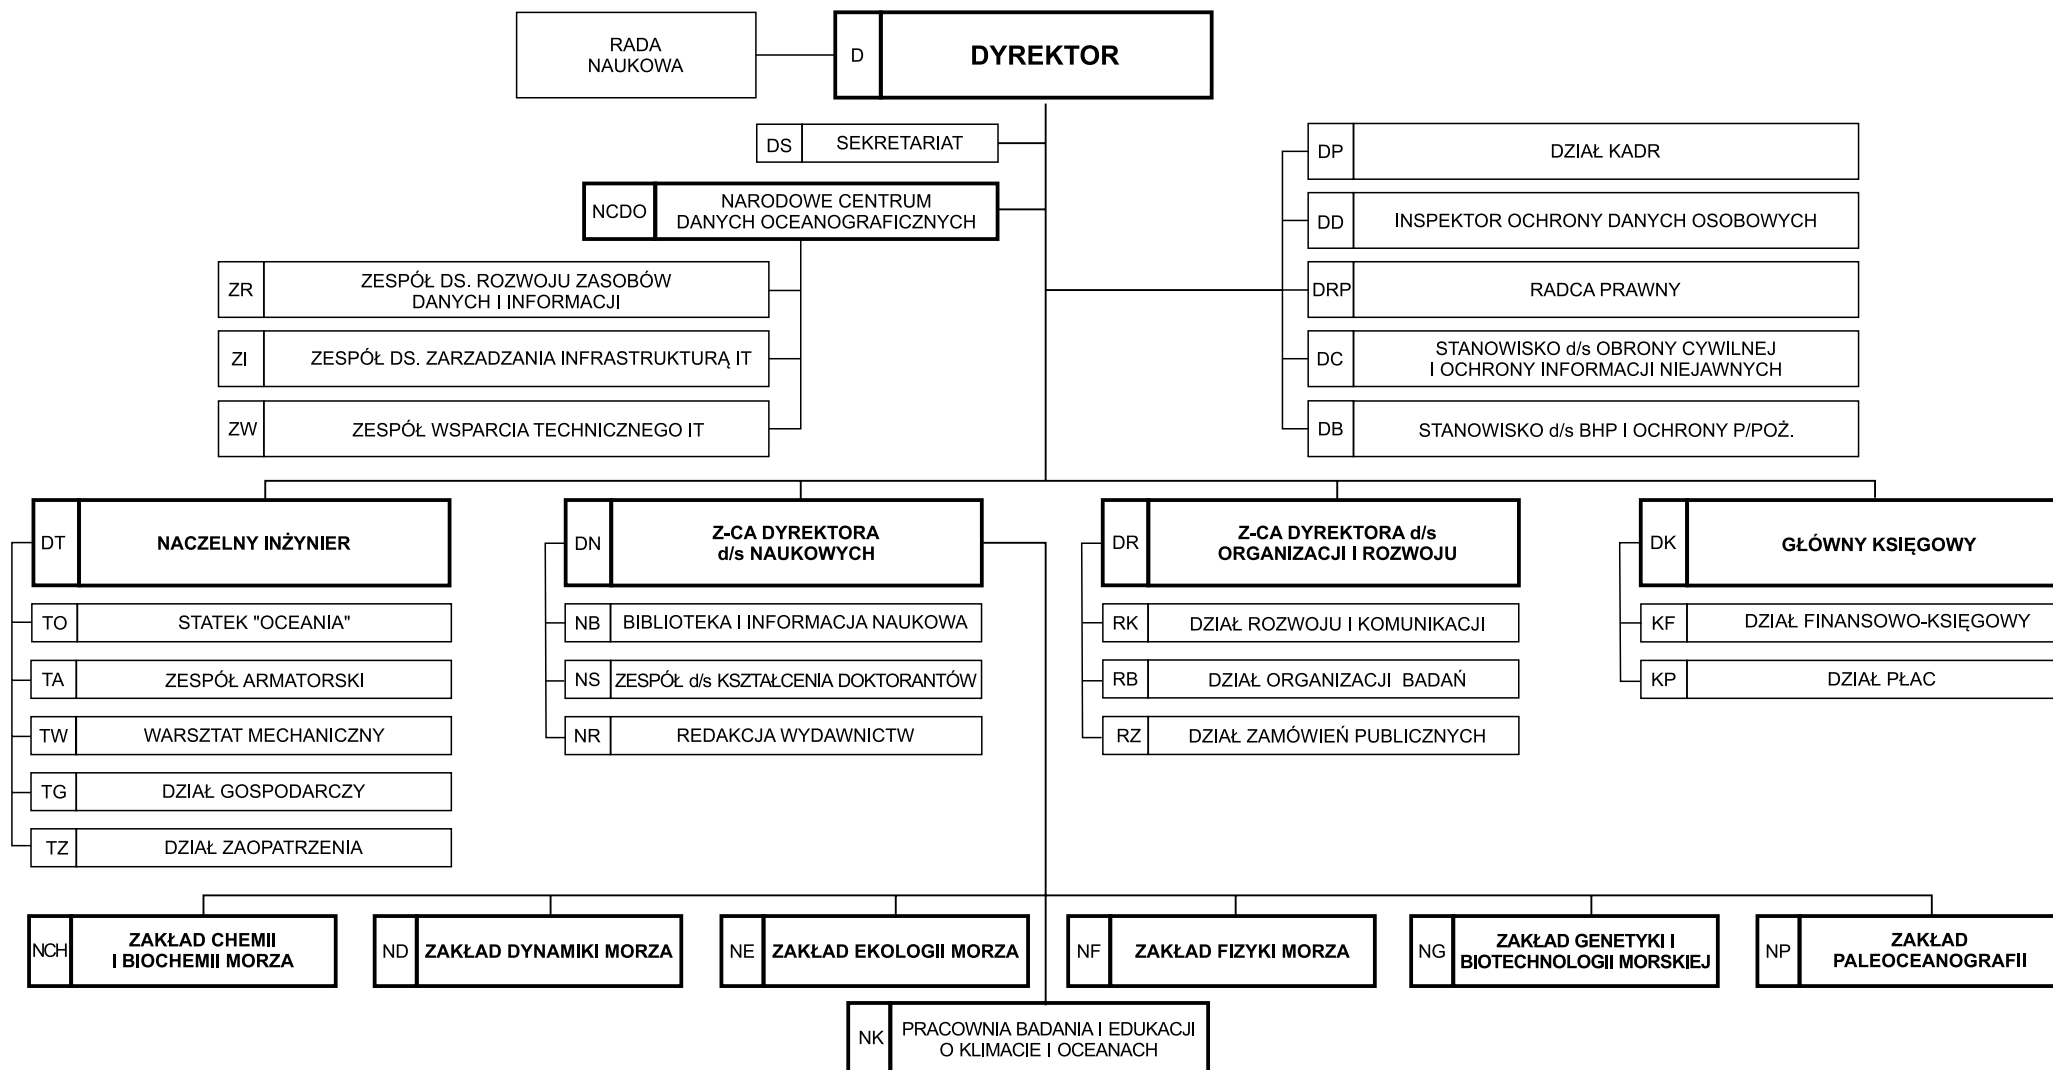 RADA
NAUKOWA
D
DYREKTOR
DS
SEKRETARIAT
NCDO
NARODOWE CENTRUM
DANYCH OCEANOGRAFICZNYCH
ZR
ZESPÓŁ DS. ROZWOJU ZASOBÓW
DANYCH I INFORMACJI
ZI
ZESPÓŁ DS. ZARZADZANIA INFRASTRUKTURĄ IT
ZW
ZESPÓŁ WSPARCIA TECHNICZNEGO IT
DP
DZIAŁ KADR
DD
INSPEKTOR OCHRONY DANYCH OSOBOWYCH
DRP
RADCA PRAWNY
DC
STANOWISKO d/s OBRONY CYWILNEJ
I OCHRONY INFORMACJI NIEJAWNYCH
DB
STANOWISKO d/s BHP I OCHRONY P/POŻ.
DT
NACZELNY INŻYNIER
TO
STATEK "OCEANIA"
TA
ZESPÓŁ ARMATORSKI
TW
WARSZTAT MECHANICZNY
TG
DZIAŁ GOSPODARCZY
TZ
DZIAŁ ZAOPATRZENIA
DN
Z-CA DYREKTORA
d/s NAUKOWYCH
NB
BIBLIOTEKA I INFORMACJA NAUKOWA
NS
ZESPÓŁ d/s KSZTAŁCENIA DOKTORANTÓW
NR
REDAKCJA WYDAWNICTW
DR
Z-CA DYREKTORA d/s
ORGANIZACJI I ROZWOJU
RK
DZIAŁ ROZWOJU I KOMUNIKACJI
RB
DZIAŁ ORGANIZACJI BADAŃ
RZ
DZIAŁ ZAMÓWIEŃ PUBLICZNYCH
DK
GŁÓWNY KSIĘGOWY
KF
DZIAŁ FINANSOWO-KSIĘGOWY
KP
DZIAŁ PŁAC
NCH
ZAKŁAD CHEMII
I BIOCHEMII MORZA
ND
ZAKŁAD DYNAMIKI MORZA
NE
ZAKŁAD EKOLOGII MORZA
NF
ZAKŁAD FIZYKI MORZA
NG
ZAKŁAD GENETYKI I
BIOTECHNOLOGII MORSKIEJ
NP
ZAKŁAD
PALEOCEANOGRAFII
NK
PRACOWNIA BADANIA I EDUKACJI
O KLIMACIE I OCEANACH